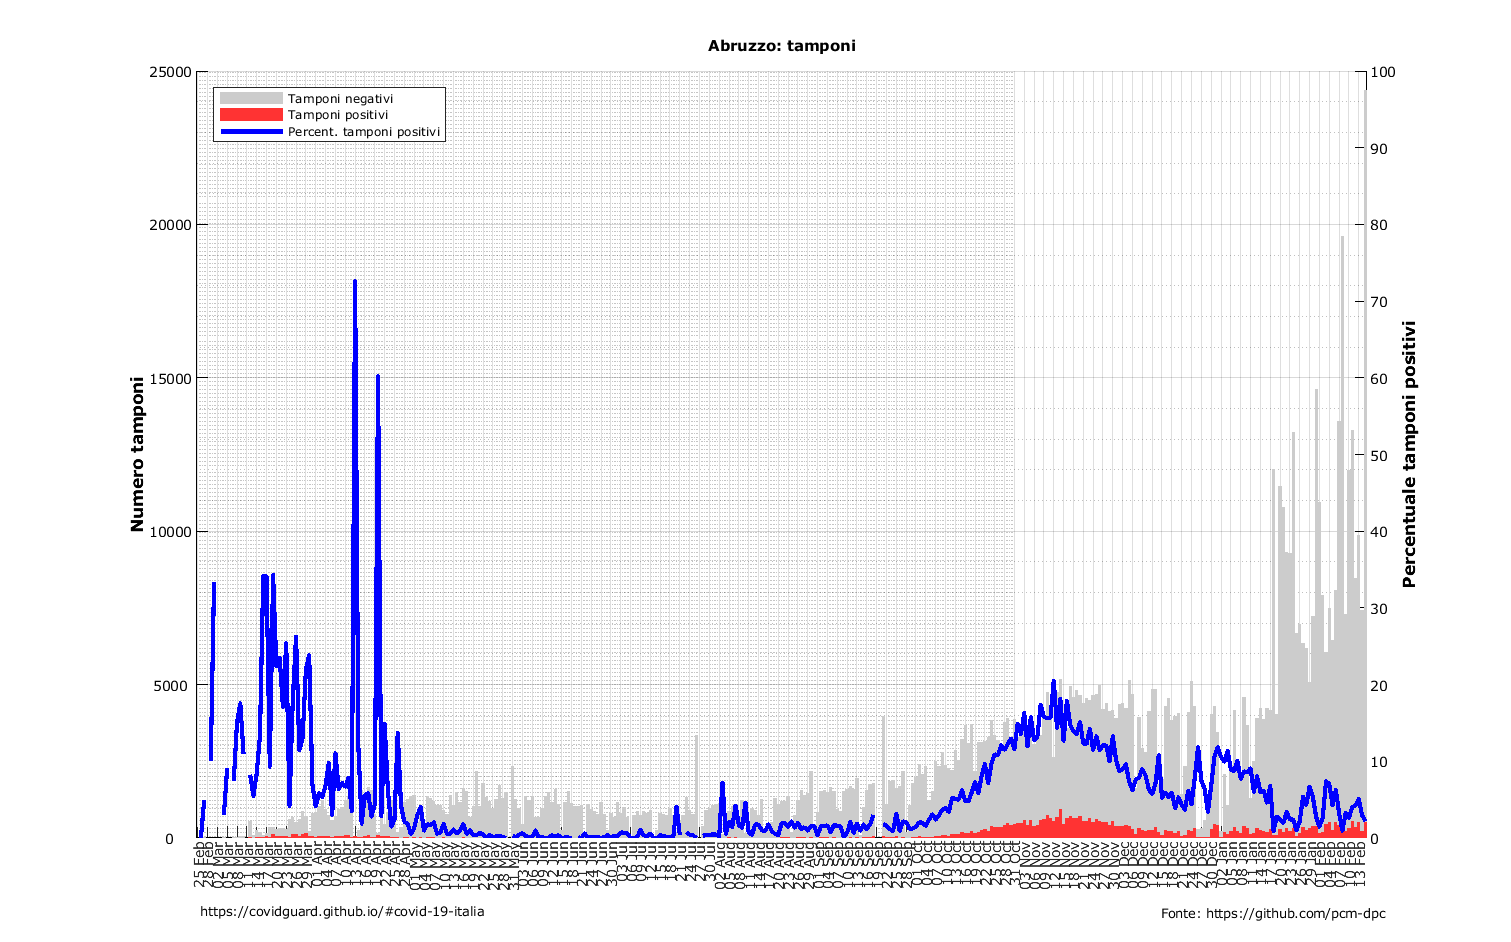 Abruzzo: tamponi
25000
20000
15000
10000
5000
0
Numero tamponi
Tamponi negativi
Tamponi positivi
Percent. tamponi positivi
100
90
80
70
60
50
40
30
20
10
0
Percentuale tamponi positivi
25 Feb
28 Feb
02 Mar
05 Mar
08 Mar
11 Mar
14 Mar
17 Mar
20 Mar
23 Mar
26 Mar
29 Mar
01 Apr
04 Apr
07 Apr
10 Apr
13 Apr
16 Apr
19 Apr
22 Apr
25 Apr
28 Apr
01 May
04 May
07 May
10 May
13 May
16 May
19 May
22 May
25 May
28 May
31 May
03 Jun
06 Jun
09 Jun
12 Jun
15 Jun
18 Jun
21 Jun
24 Jun
27 Jun
30 Jun
03 Jul
06 Jul
09 Jul
12 Jul
15 Jul
18 Jul
21 Jul
24 Jul
27 Jul
30 Jul
02 Aug
05 Aug
08 Aug
11 Aug
14 Aug
17 Aug
20 Aug
23 Aug
26 Aug
29 Aug
01 Sep
04 Sep
07 Sep
10 Sep
13 Sep
16 Sep
19 Sep
22 Sep
25 Sep
28 Sep
01 Oct
04 Oct
07 Oct
10 Oct
13 Oct
16 Oct
19 Oct
22 Oct
25 Oct
28 Oct
31 Oct
03 Nov
06 Nov
09 Nov
12 Nov
15 Nov
18 Nov
21 Nov
24 Nov
27 Nov
30 Nov
03 Dec
06 Dec
09 Dec
12 Dec
15 Dec
18 Dec
21 Dec
24 Dec
27 Dec
30 Dec
02 Jan
05 Jan
08 Jan
11 Jan
14 Jan
17 Jan
20 Jan
23 Jan
26 Jan
29 Jan
01 Feb
04 Feb
07 Feb
10 Feb
13 Feb
https://covidguard.github.io/#covid-19-italia
Fonte: https://github.com/pcm-dpc